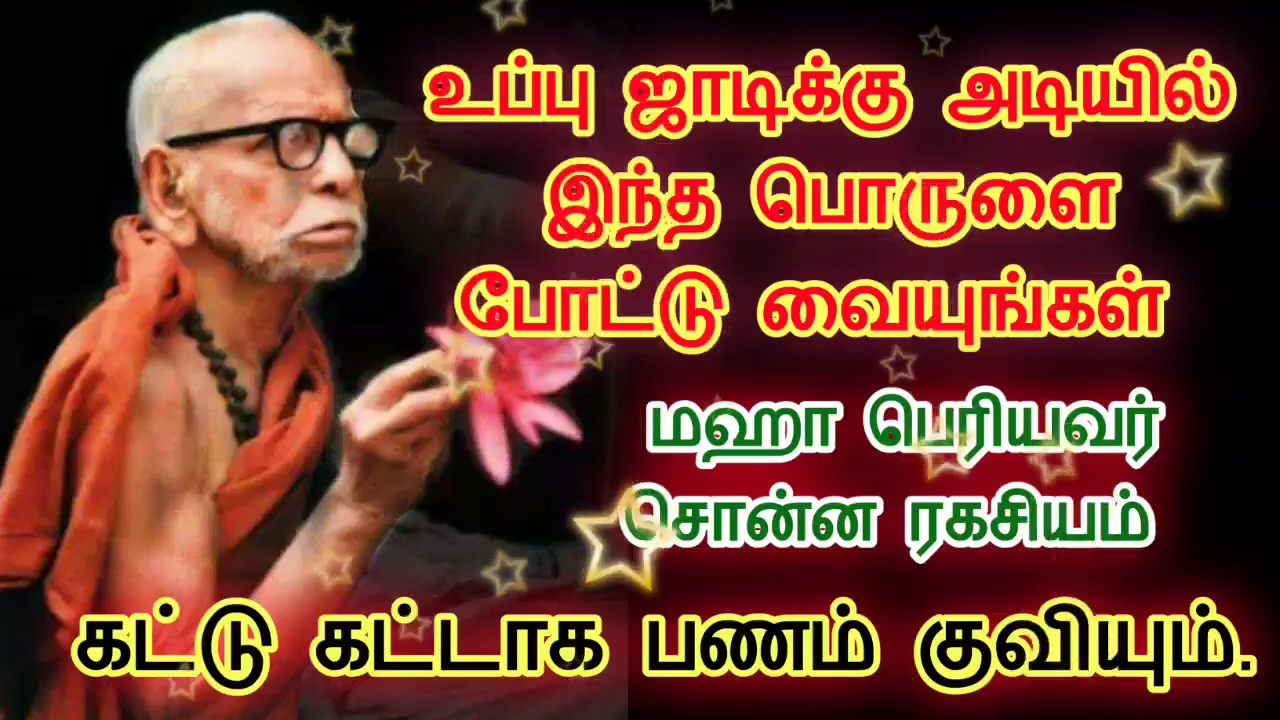 உப்பு ஜாடிக்கு அடியில்
இந்த பொருளை
போட்டு வையுங்கள்
மஹா பெரியவர்
சொன்ன ரகசியம்
கட்டு கட்டாக பணம் குவியும்.